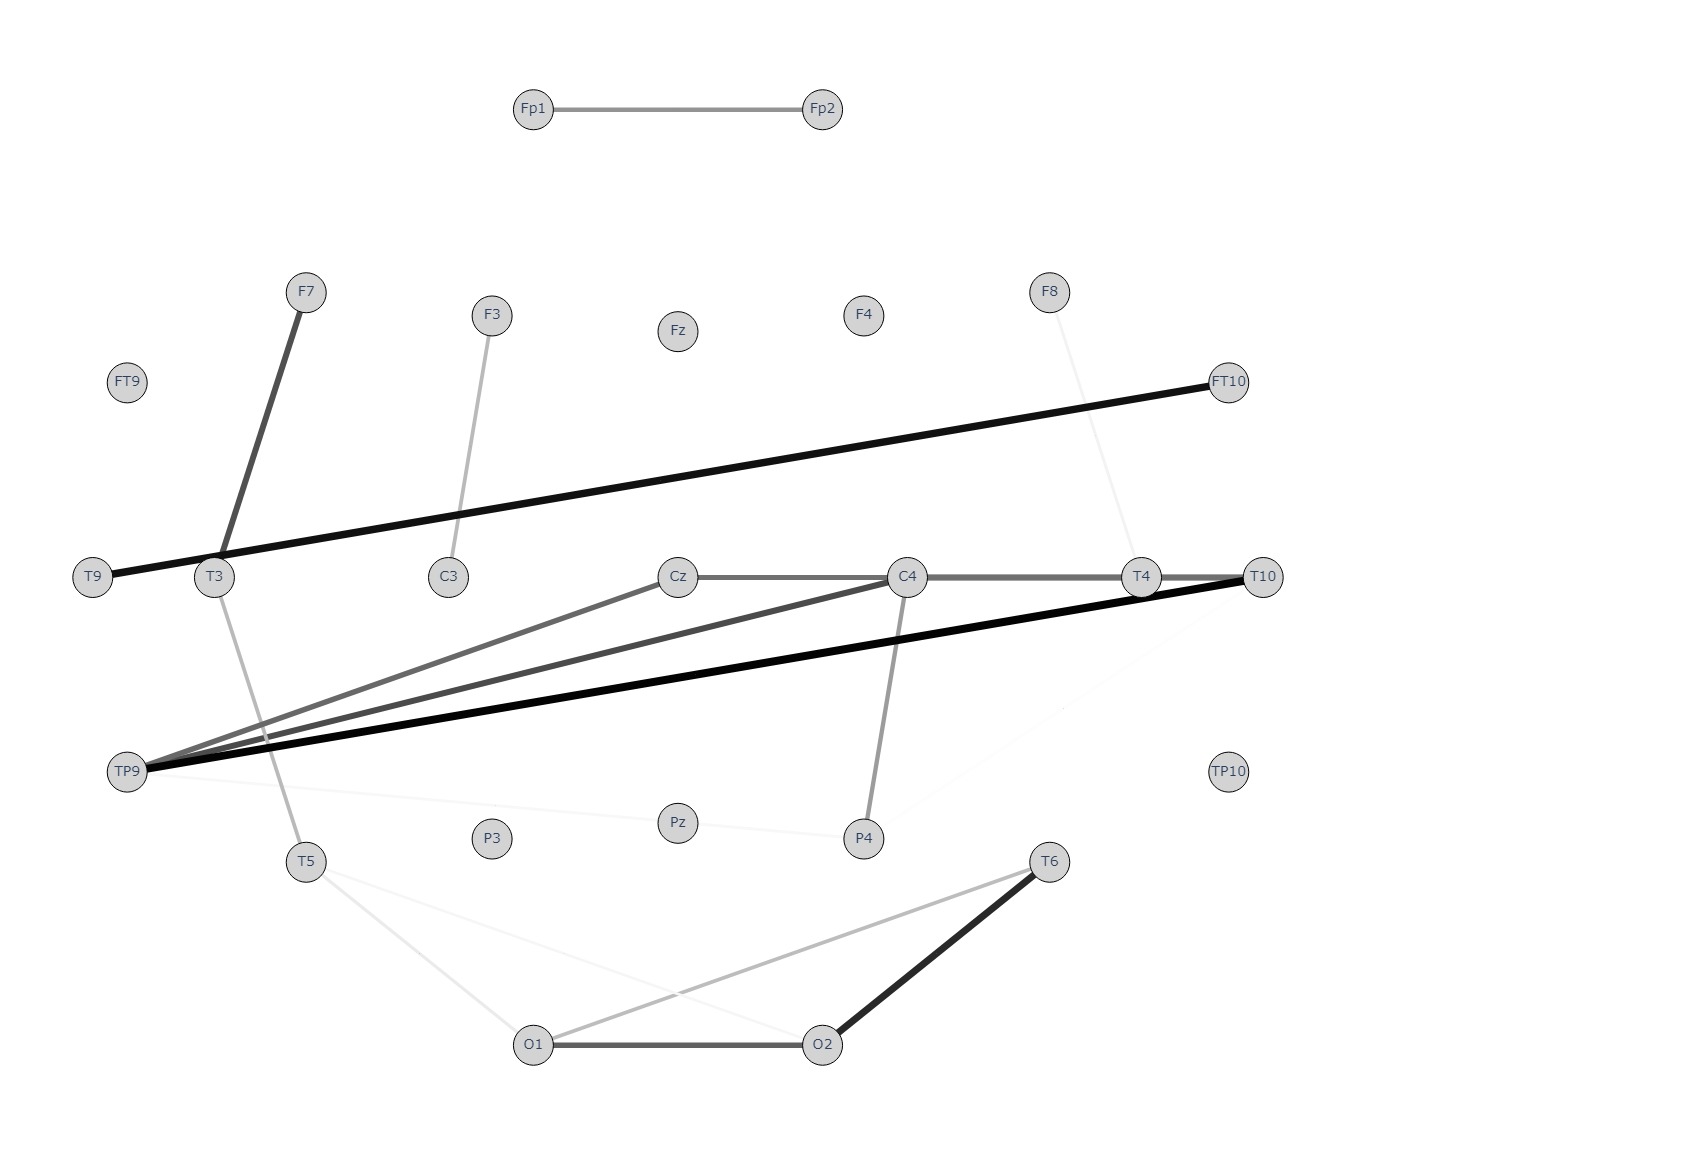 Fp1 Fp2
F7 F3 Fz F4 F8
FT9 FT10
T9 T3 C3 Cz C4 T4 T10
TP9 TP10
T5 P3 Pz P4 T6
O1 O2